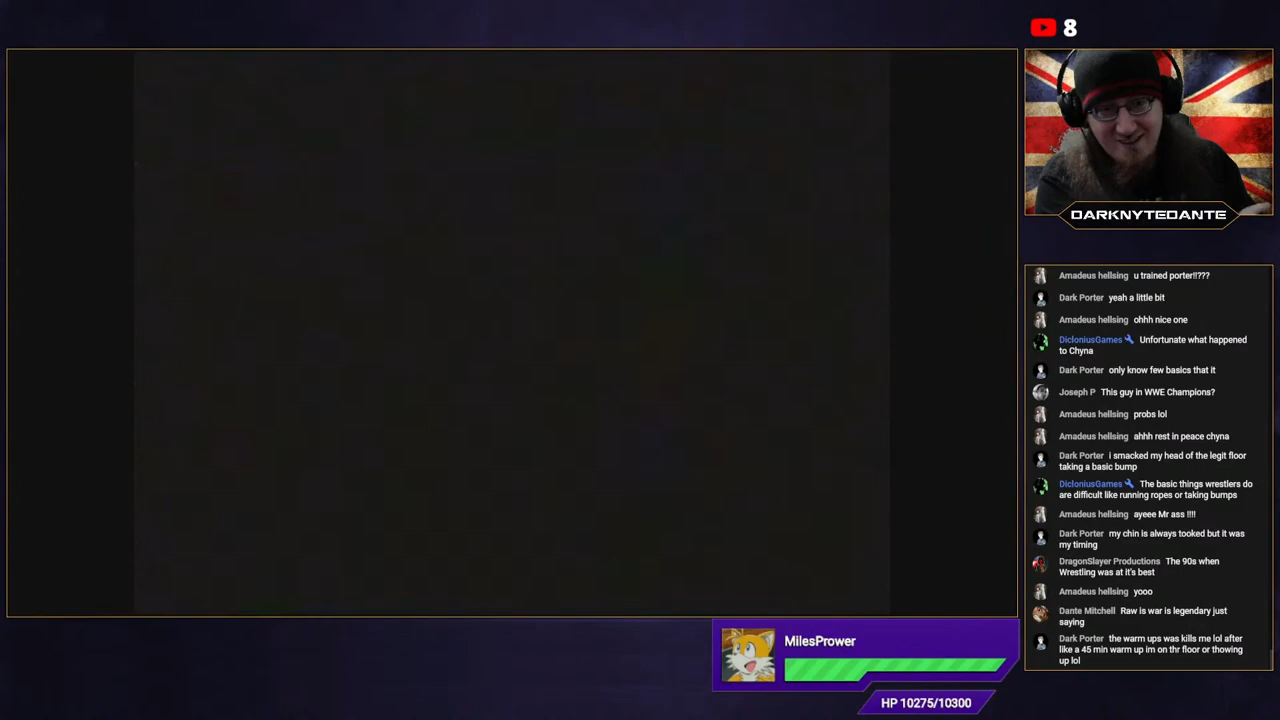 8
DARKNYTEDANTE
Amadeus hellsing u trained porter!!???
Dark Porter yeah a little bit
Amadeus hellsing ohhh nice one
DicloniusGames Unfortunate what happened
to Chyna
Dark Porter only know few basics that it
Joseph P This guy in WWE Champions?
Amadeus hellsing probs lol
Amadeus hellsing ahhh rest in peace chyna
Dark Porter i smacked my head of the legit floor
taking a basic bump
DicloniusGames The basic things wrestlers do
are difficult like running ropes or taking bumps
Amadeus hellsing ayeee Mr ass !!!!
Dark Porter my chin is always tooked but it was
my timing
DragonSlayer Productions The 90s when
Wrestling was at it's best
Amadeus hellsing yooo
Dante Mitchell Raw is war is legendary just
saying
Dark Porter the warm ups was kills me lol after
like a 45 min warm up im on thr floor or thowing
up lol
MilesPrower
HP 10275/10300